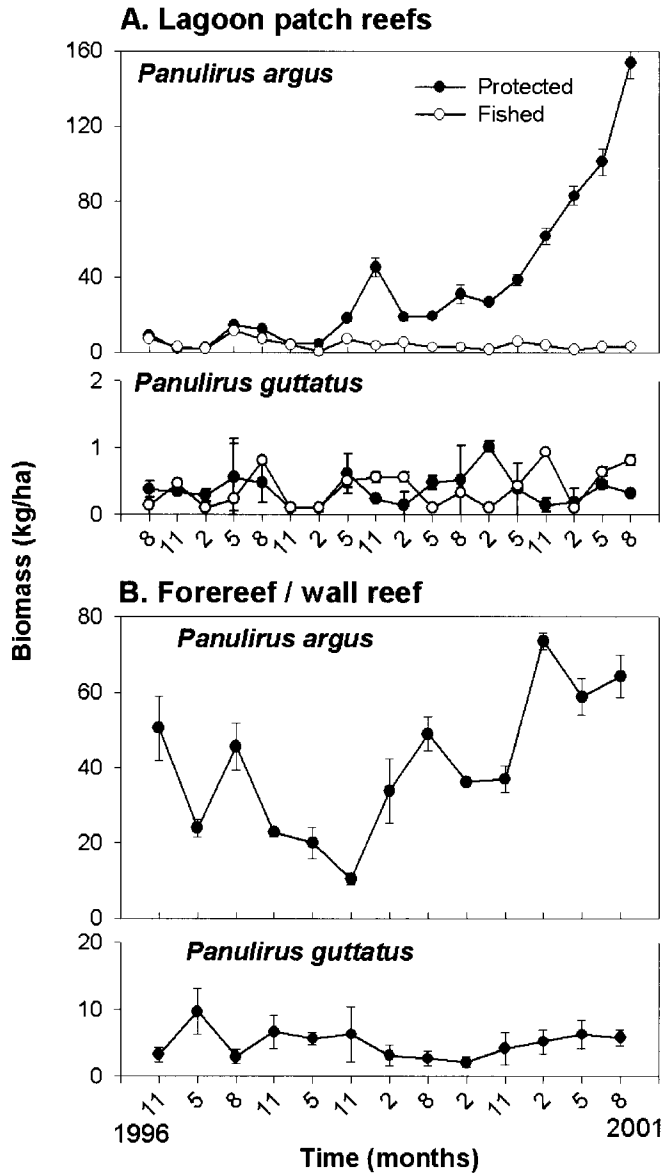 A. Lagoon patch reefs
160
Panulirus argus
Protected
Fished
120
80
40
0
2
Panulirus guttatus
1
0
8 11 2 5 8 11 2 5 11 2 5 8 2 5 11 2 5 8
Biomass (kg/ha)
B. Forereef / wall reef
80
Panulirus argus
60
40
20
0
20
Panulirus guttatus
10
0
11 5 8 11 5 11 2 8 2 11 2 5 8
1996 2001
Time (months)